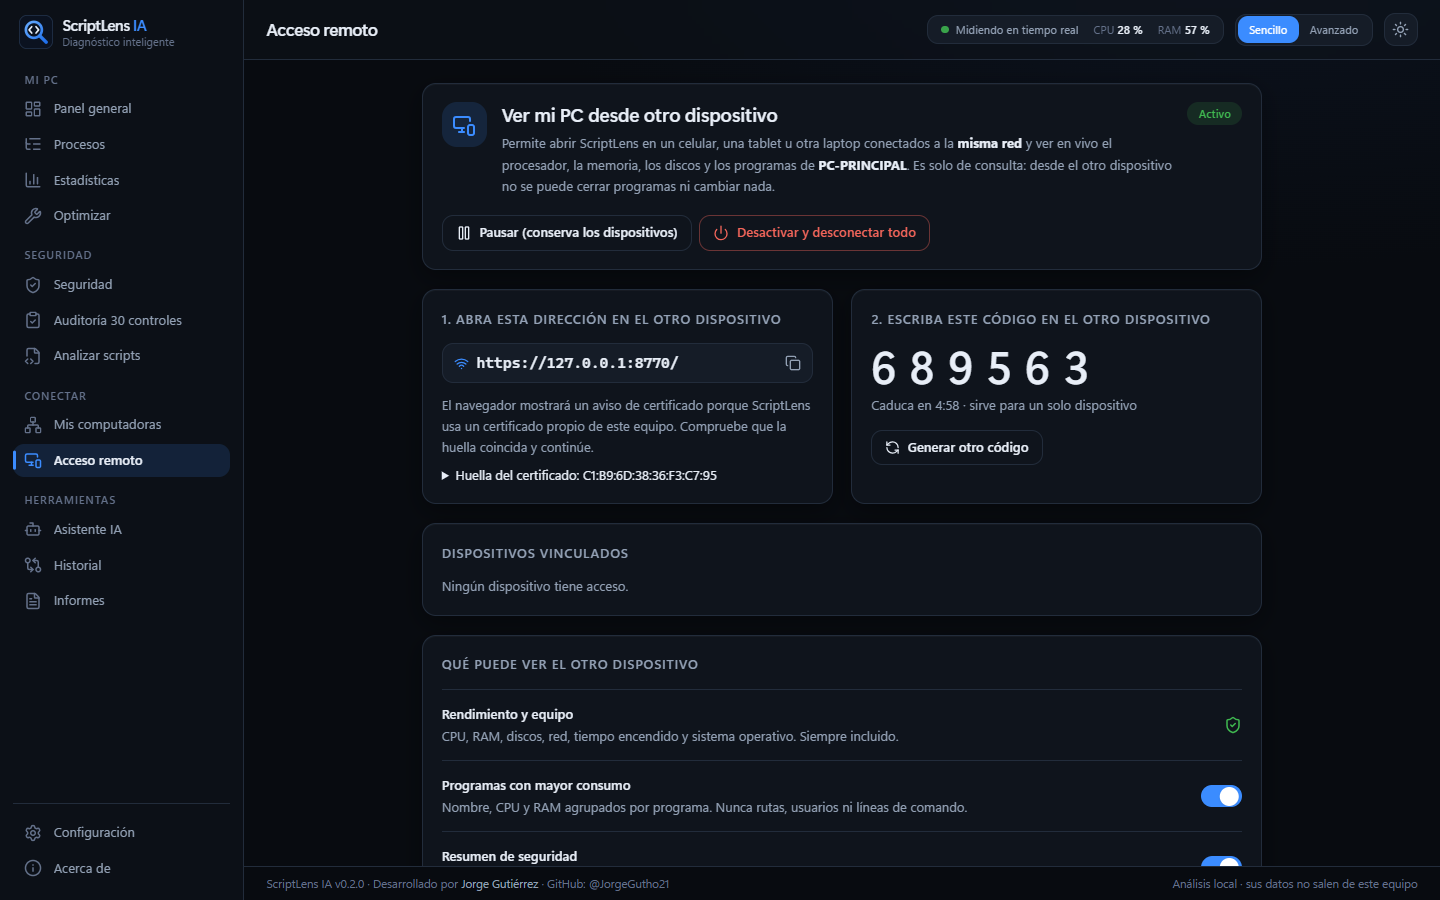 ScriptLens IA
Diagnóstico inteligente
MI PC
Panel general
Procesos
Estadísticas
Optimizar
SEGURIDAD
Seguridad
Auditoría 30 controles
Analizar scripts
CONECTAR
Mis computadoras
Acceso remoto
HERRAMIENTAS
Asistente IA
Historial
Informes
Configuración
Acerca de
Acceso remoto
Midiendo en tiempo real CPU 28 % RAM 57 %
Sencillo Avanzado
Ver mi PC desde otro dispositivo
Activo
Permite abrir ScriptLens en un celular, una tablet u otra laptop conectados a la misma red y ver en vivo el
procesador, la memoria, los discos y los programas de PC-PRINCIPAL. Es solo de consulta: desde el otro dispositivo
no se puede cerrar programas ni cambiar nada.
Pausar (conserva los dispositivos)
Desactivar y desconectar todo
1. ABRA ESTA DIRECCIÓN EN EL OTRO DISPOSITIVO
https://127.0.0.1:8770/
El navegador mostrará un aviso de certificado porque ScriptLens
usa un certificado propio de este equipo. Compruebe que la
huella coincida y continúe.
Huella del certificado: C1:B9:6D:38:36:F3:C7:95
2. ESCRIBA ESTE CÓDIGO EN EL OTRO DISPOSITIVO
689563
Caduca en 4:58 · sirve para un solo dispositivo
Generar otro código
DISPOSITIVOS VINCULADOS
Ningún dispositivo tiene acceso.
QUÉ PUEDE VER EL OTRO DISPOSITIVO
Rendimiento y equipo
CPU, RAM, discos, red, tiempo encendido y sistema operativo. Siempre incluido.
Programas con mayor consumo
Nombre, CPU y RAM agrupados por programa. Nunca rutas, usuarios ni líneas de comando.
Resumen de seguridad
ScriptLens IA v0.2.0 · Desarrollado por Jorge Gutiérrez · GitHub: @JorgeGutho21
Análisis local · sus datos no salen de este equipo